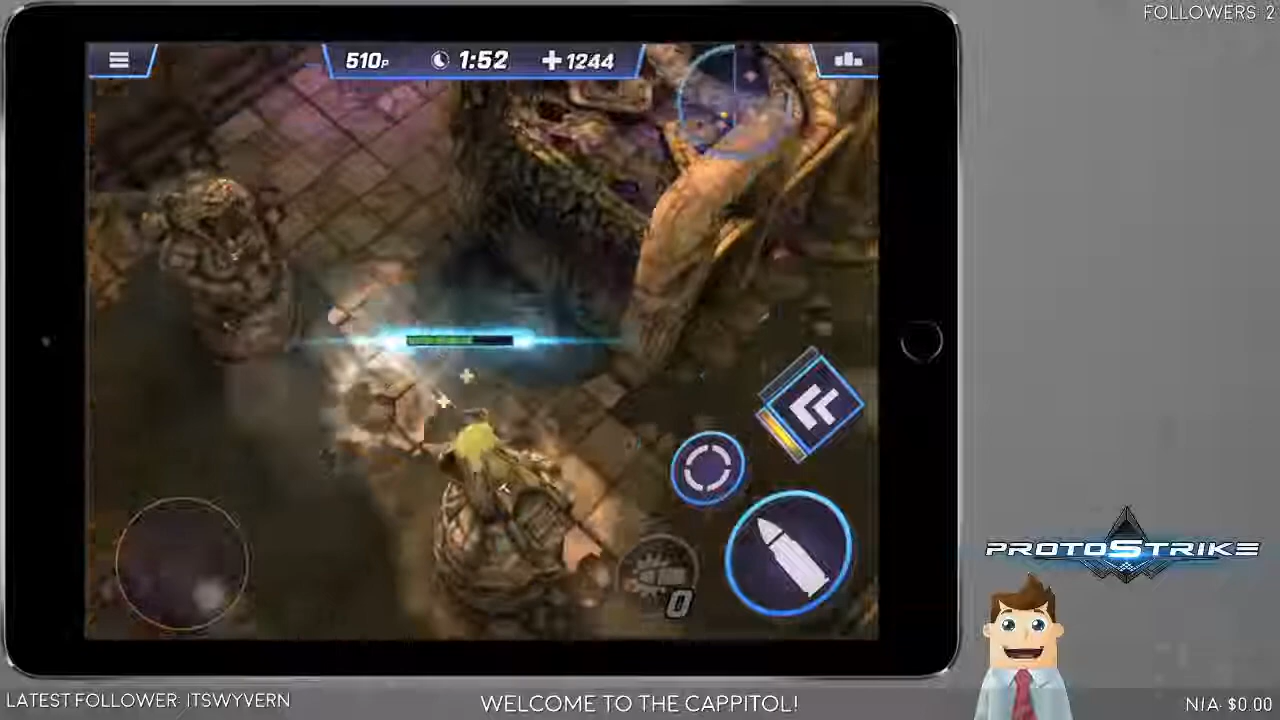 FOLLOWERS 2
510P 1:52 1244
0
PROTOSTRIKE
LATEST FOLLOWER: ITSWYVERN
WELCOME TO THE CAPPITOL!
N/A: $0.00